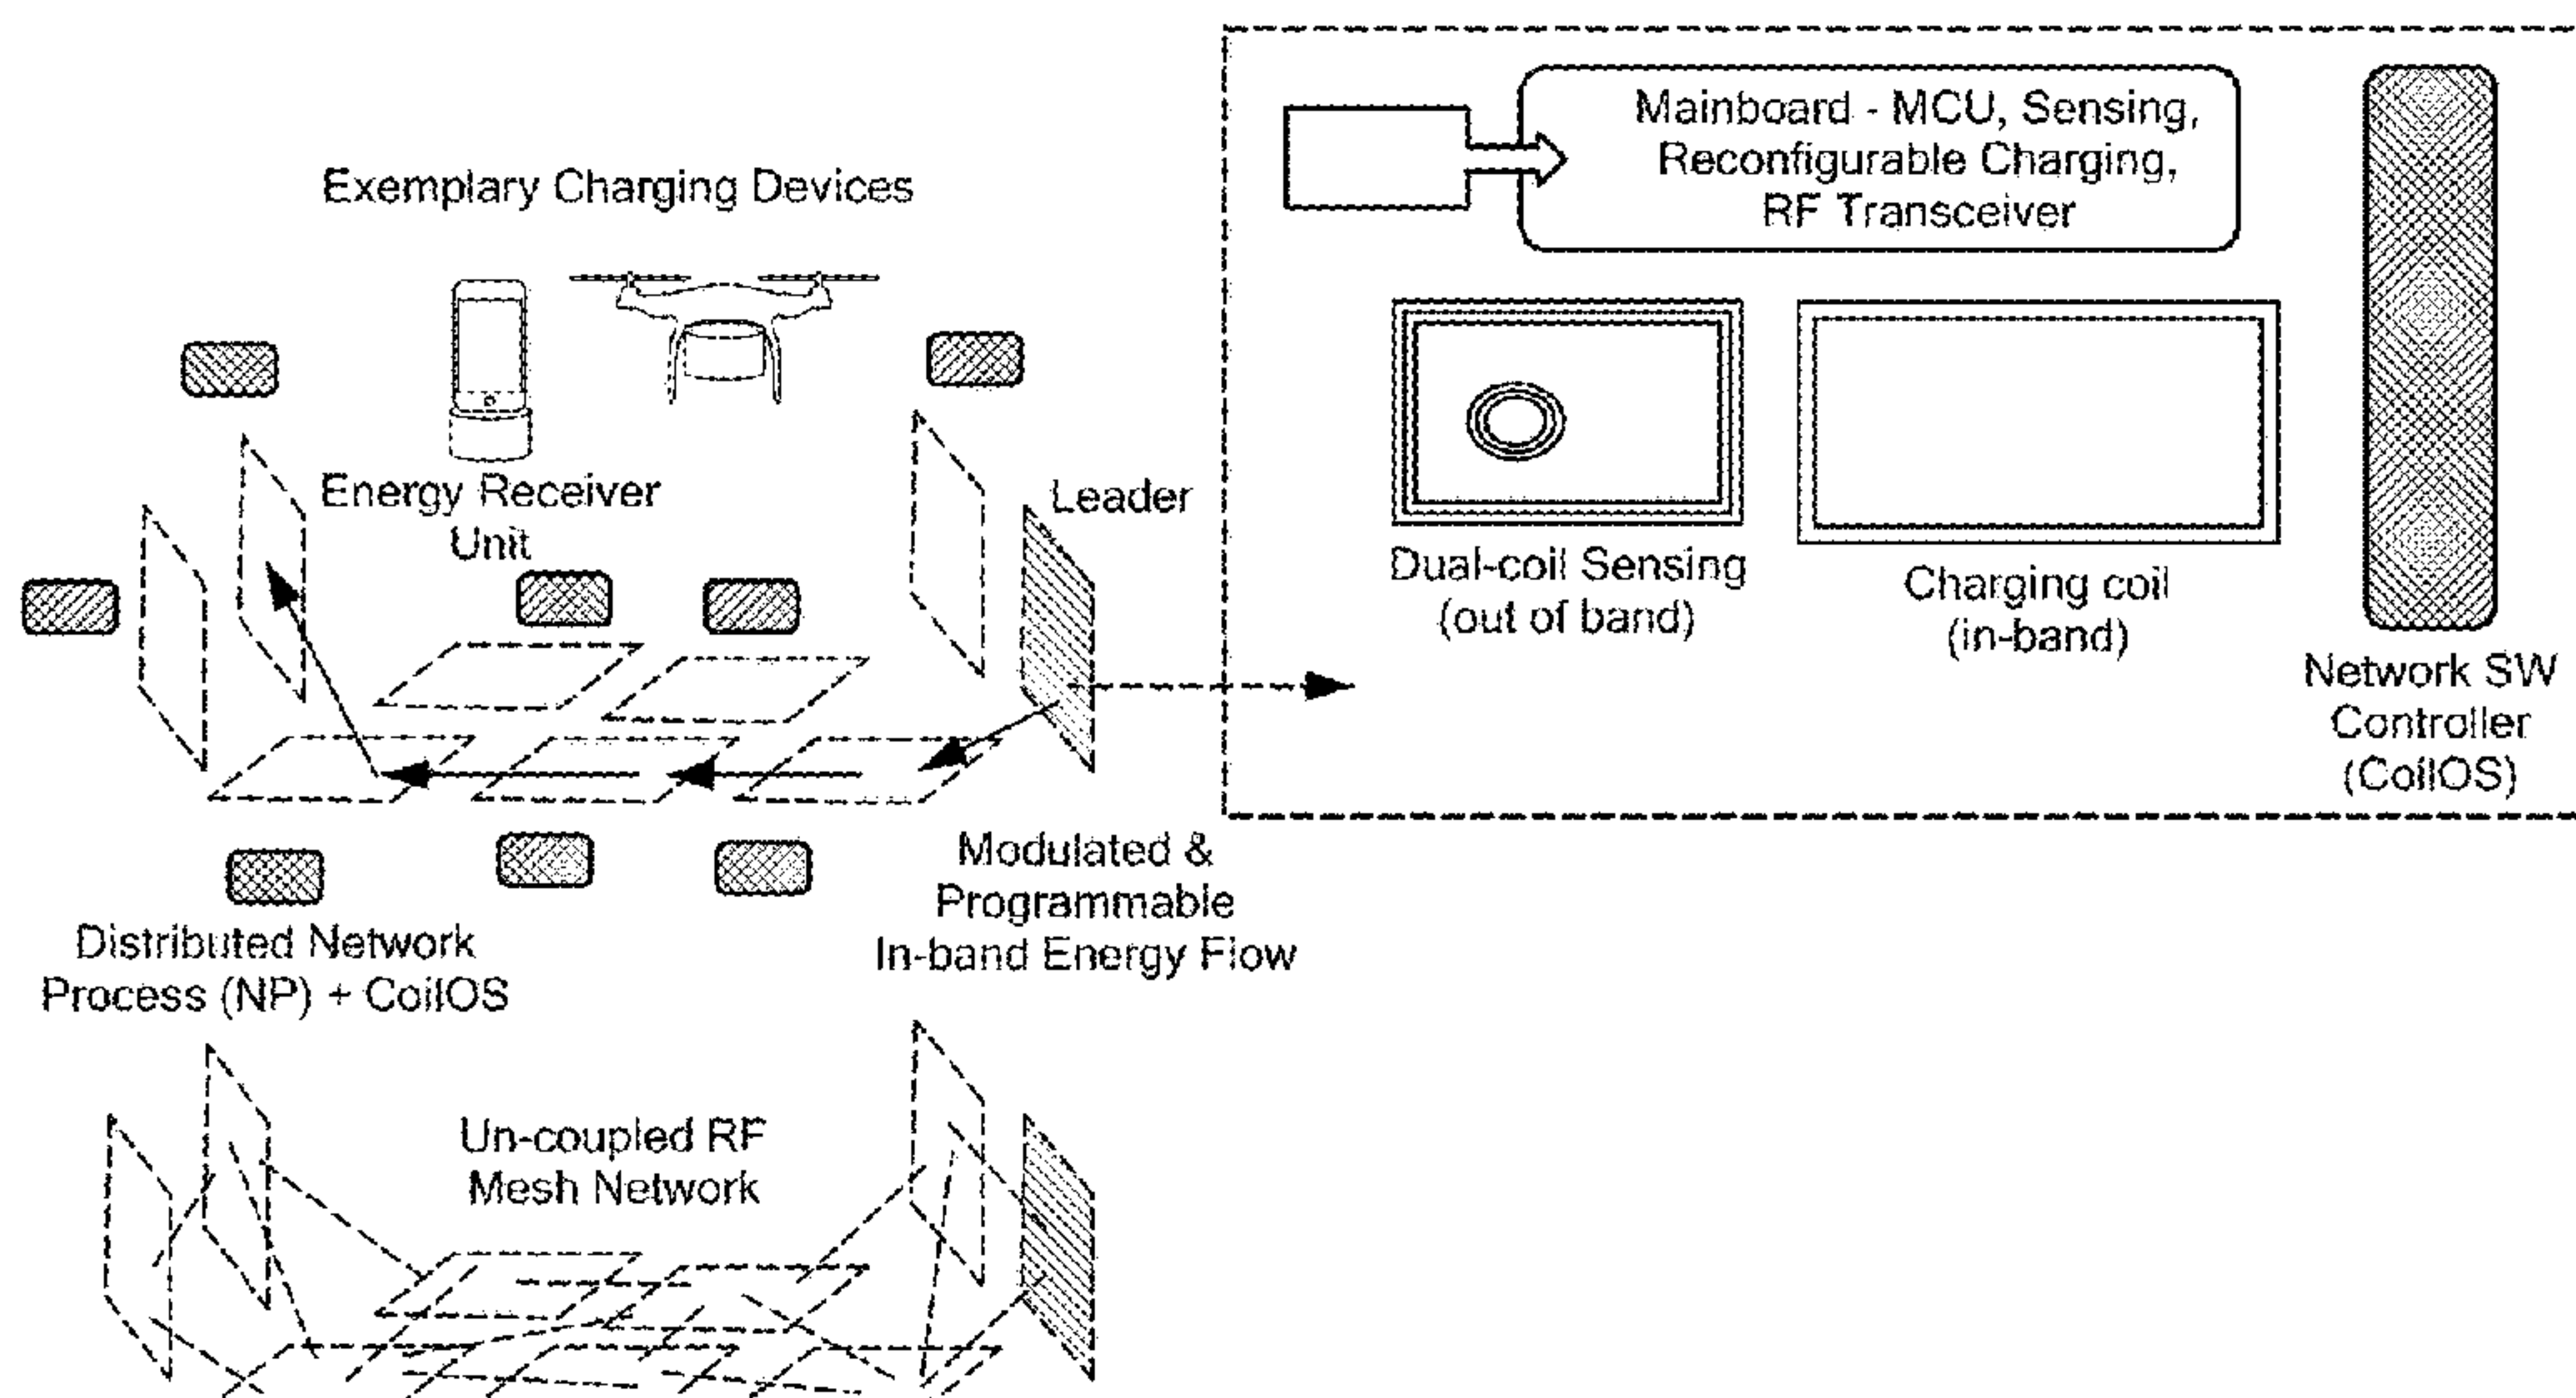 Exemplary Charging Devices
Energy Receiver
Unit
Leader
Mainboard - MCU, Sensing,
Reconfigurable Charging,
RF Transceiver
Dual-coil Sensing
(out of band)
Charging coil
(in-band)
Network SW
Controller
(CoilOS)
Modulated &
Programmable
In-band Energy Flow
Distributed Network
Process (NP) + CoilOS
Un-coupled RF
Mesh Network